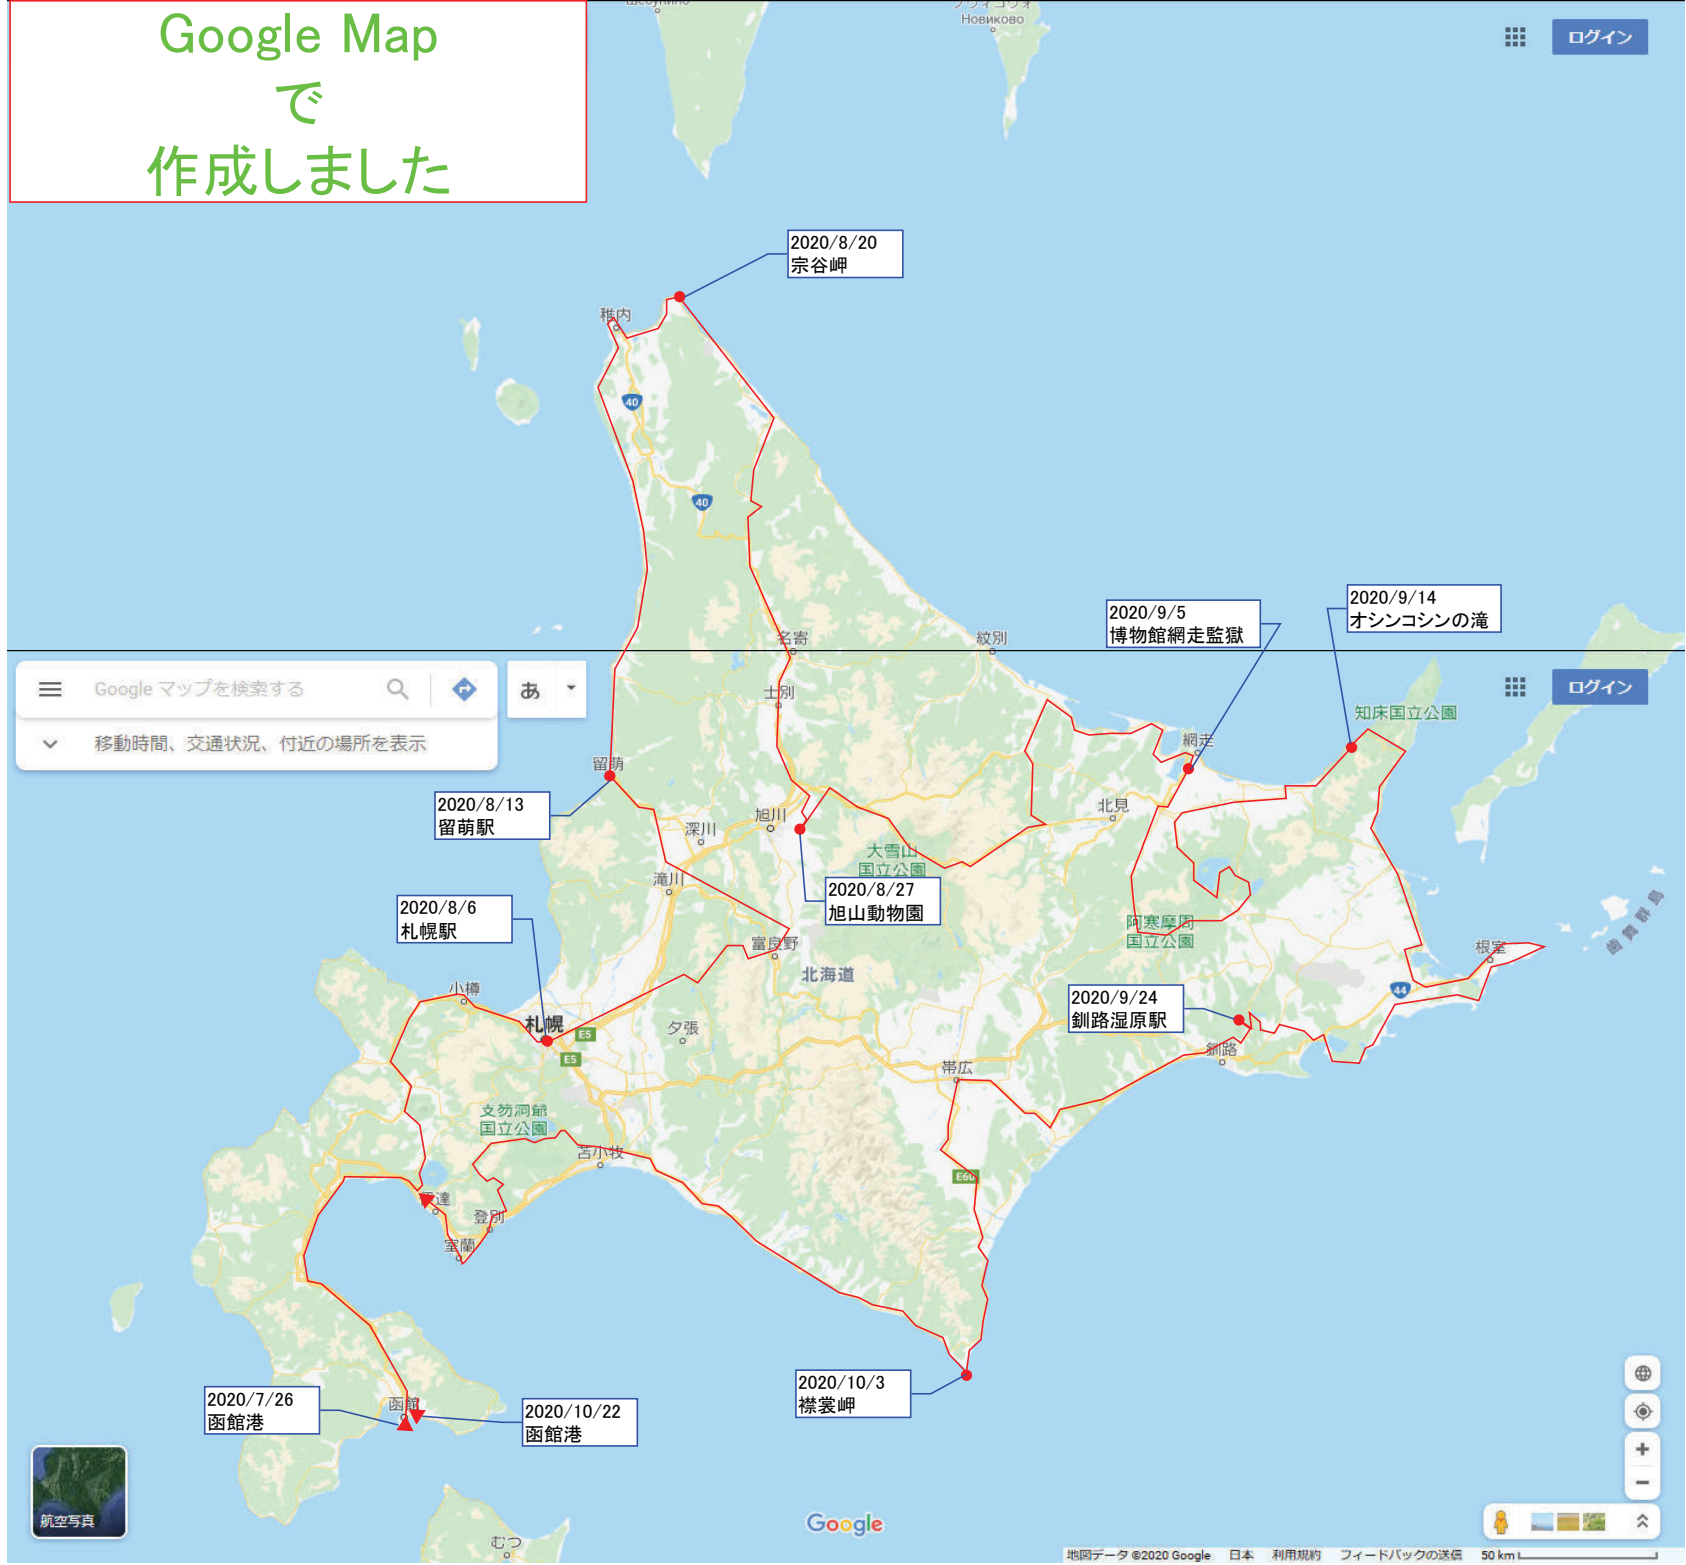 Google Map
で
作成しました
Новиково
ログイン
2020/8/20
宗谷岬
稚内
40
40
2020/9/14
オシンコシンの滝
2020/9/5
博物館網走監獄
名寄
紋別
Google マップを検索する
あ
ログイン
士別
知床国立公園
移動時間、交通状況、付近の場所を表示
網走
留萌
2020/8/13
留萌駅
北見
旭川
深川
大雪山
国立公園
滝川
2020/8/27
旭山動物園
2020/8/6
札幌駅
阿寒摩周
国立公園
歯舞群島
富良野
根室
北海道
小樽
44
2020/9/24
釧路湿原駅
札幌
E5
夕張
E5
釧路
帯広
支笏洞爺
国立公園
苫小牧
E60
伊達
登別
室蘭
2020/10/3
襟裳岬
2020/7/26
函館港
函館
2020/10/22
函館港
航空写真
Google
むつ
地図データ ©2020 Google 日本 利用規約 フィードバックの送信 50 km